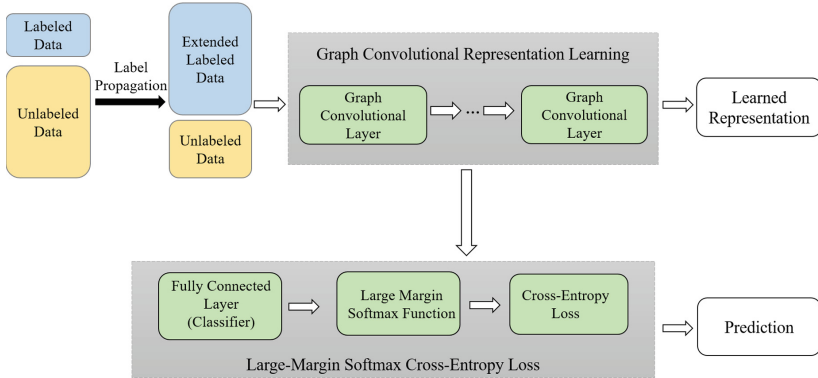 Labeled
Data
Unlabeled
Data
Label
Propagation
Extended
Labeled
Data
Unlabeled
Data
Graph Convolutional Representation Learning
Graph
Convolutional
Layer
...
Graph
Convolutional
Layer
Learned
Representation
Fully Connected
Layer
(Classifier)
Large Margin
Softmax Function
Cross-Entropy
Loss
Large-Margin Softmax Cross-Entropy Loss
Prediction